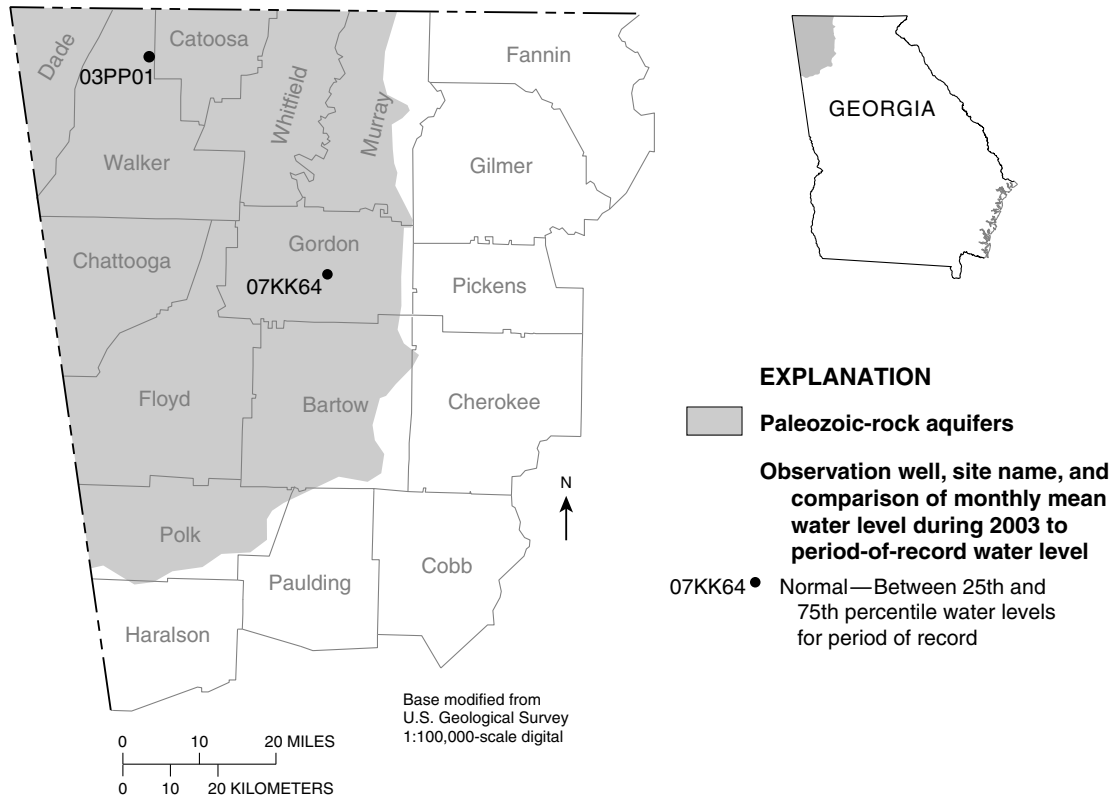 Dade
Catoosa
03PP01
Whitfield
Murray
Fannin
Walker
Gilmer
Chattooga
Gordon
07KK64
Pickens
Floyd
Bartow
Cherokee
Polk
Paulding
Cobb
Haralson
GEORGIA
N
EXPLANATION
Paleozoic-rock aquifers
Observation well, site name, and
comparison of monthly mean
water level during 2003 to
period-of-record water level
07KK64 Normal—Between 25th and
75th percentile water levels
for period of record
Base modified from
U.S. Geological Survey
1:100,000-scale digital
0 10 20 MILES
0 10 20 KILOMETERS